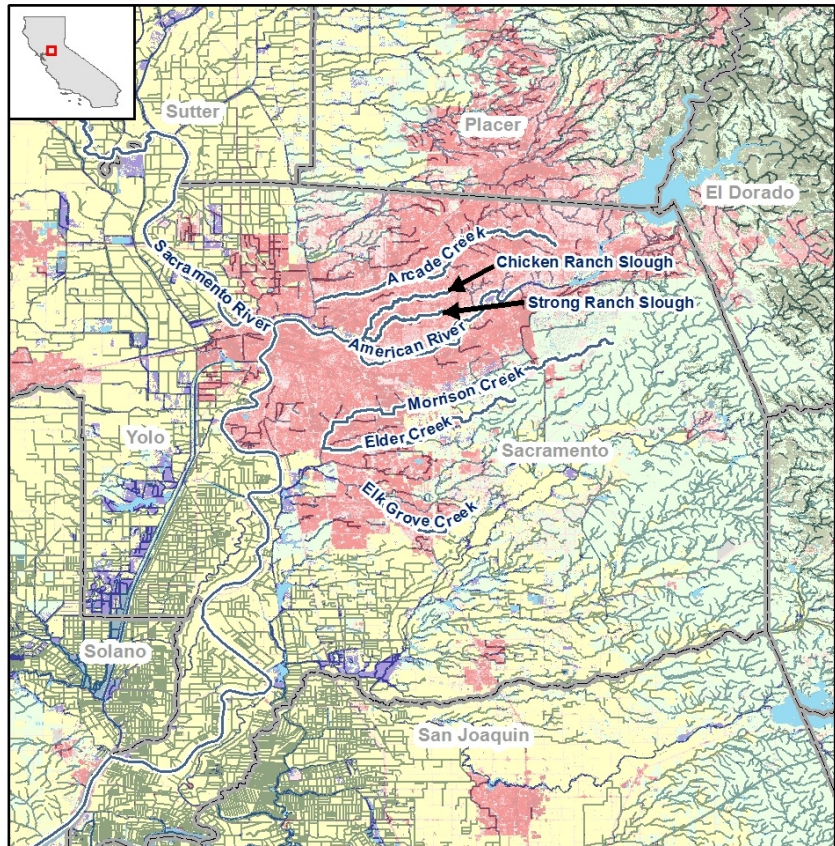 Sutter
Placer
El Dorado
Arcade Creek
Chicken Ranch Slough
Sacramento River
Strong Ranch Slough
American River
Morrison Creek
Yolo
Elder Creek
Sacramento
Elk Grove Creek
Solano
San Joaquin